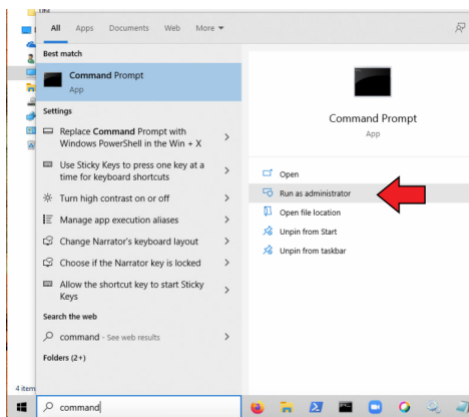 All Apps Documents Web More
Best match
Command Prompt
App
Settings
Replace Command Prompt with
Windows PowerShell in the Win + X
Use Sticky Keys to press one key at a
time for keyboard shortcuts
Turn high contrast on or off
Manage app execution aliases
Change Narrator's keyboard layout
Choose if the Narrator key is locked
Allow the shortcut key to start Sticky
Keys
Search the web
command - See web results
Folders (2+)
Command Prompt
App
Open
Run as administrator
Open file location
Unpin from Start
Unpin from taskbar
4 item
command